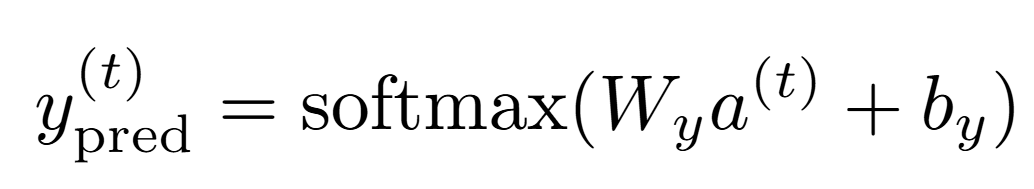 y_{\text{pred}}^{(t)} = \text{softmax}(W_y a^{(t)} + b_y)